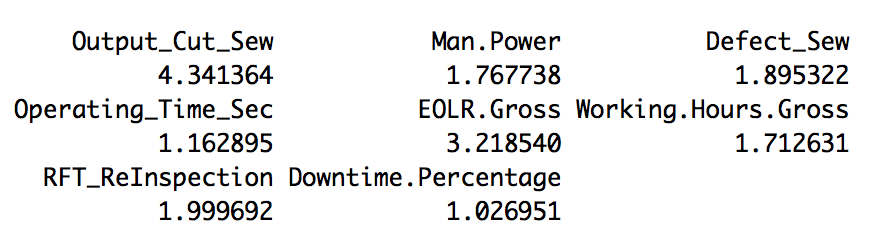 Output_Cut_Sew Man.Power Defect_Sew
4.341364 1.767738 1.895322
Operating_Time_Sec EOLR.Gross Working.Hours.Gross
1.162895 3.218540 1.712631
RFT_ReInspection Downtime.Percentage
1.999692 1.026951